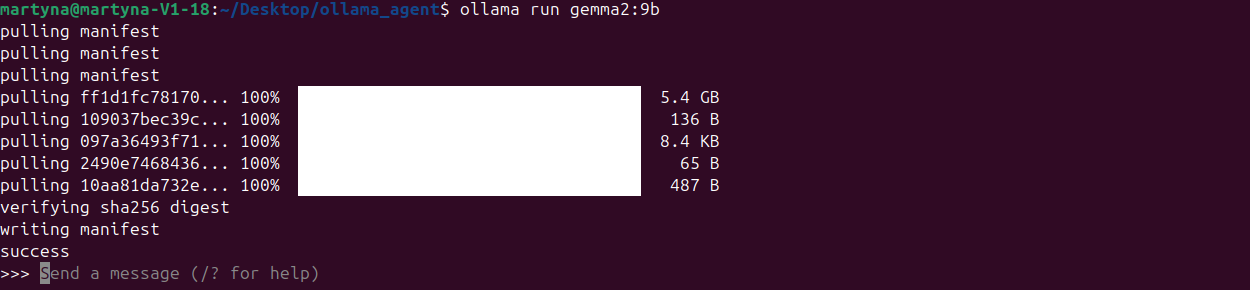 martyna@martyna-V1-18:~/Desktop/ollama_agent$ ollama run gemma2:9b
pulling manifest
pulling manifest
pulling manifest
pulling ff1d1fc78170... 100% 5.4 GB
pulling 109037bec39c... 100% 136 B
pulling 097a36493f71... 100% 8.4 KB
pulling 2490e7468436... 100% 65 B
pulling 10aa81da732e... 100% 487 B
verifying sha256 digest
writing manifest
success
>>> Send a message (/? for help)